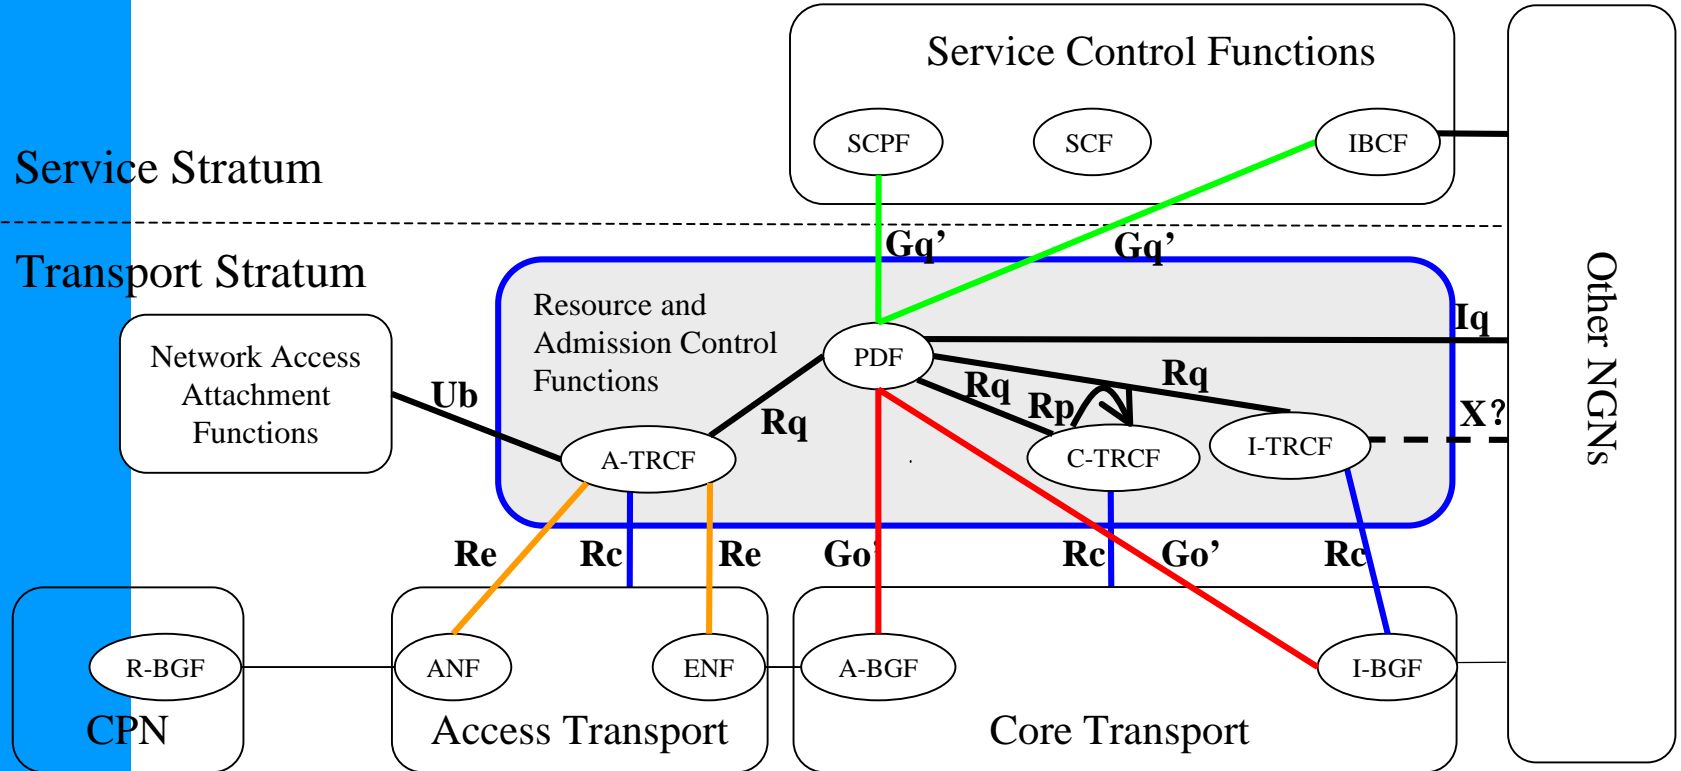 Service Control Functions
SCPF
SCF
IBCF
Service Stratum
Gq’
Gq’
Transport Stratum
Resource and
Admission Control
Functions
PDF
Iq
Network Access
Attachment
Functions
Ub
Rq
Rq
Rp
Rq
X?
A-TRCF
C-TRCF
I-TRCF
Other NGNs
Re
Rc
Re
Go’
Rc
Go’
Rc
R-BGF
ANF
ENF
A-BGF
I-BGF
CPN
Access Transport
Core Transport